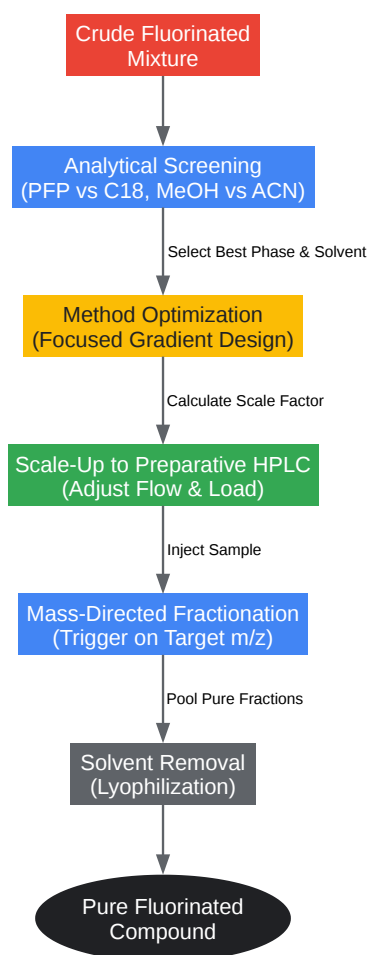 Crude Fluorinated
Mixture
Analytical Screening
(PFP vs C18, MeOH vs ACN)
Select Best Phase & Solvent
Method Optimization
(Focused Gradient Design)
Calculate Scale Factor
Scale-Up to Preparative HPLC
(Adjust Flow & Load)
Inject Sample
Mass-Directed Fractionation
(Trigger on Target m/z)
Pool Pure Fractions
Solvent Removal
(Lyophilization)
Pure Fluorinated
Compound